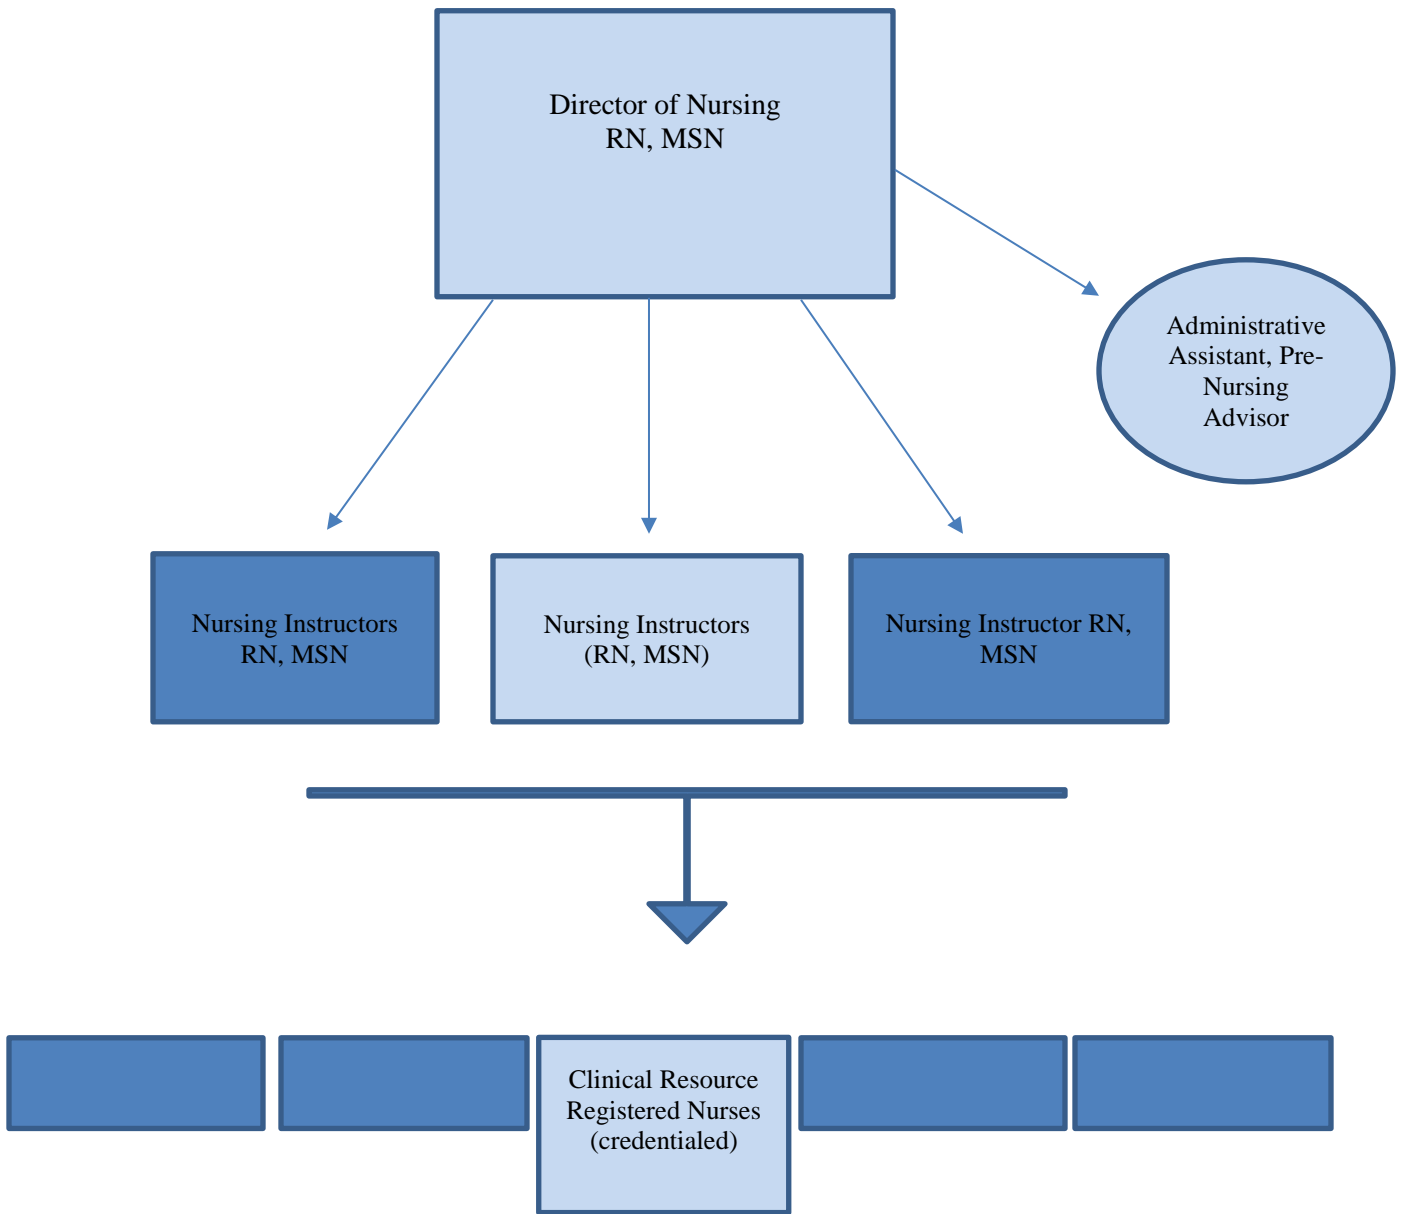 Director of Nursing
RN, MSN
Administrative
Assistant, Pre-
Nursing
Advisor
Nursing Instructors
RN, MSN
Nursing Instructors
(RN, MSN)
Nursing Instructor RN,
MSN
Clinical Resource
Registered Nurses
(credentialed)